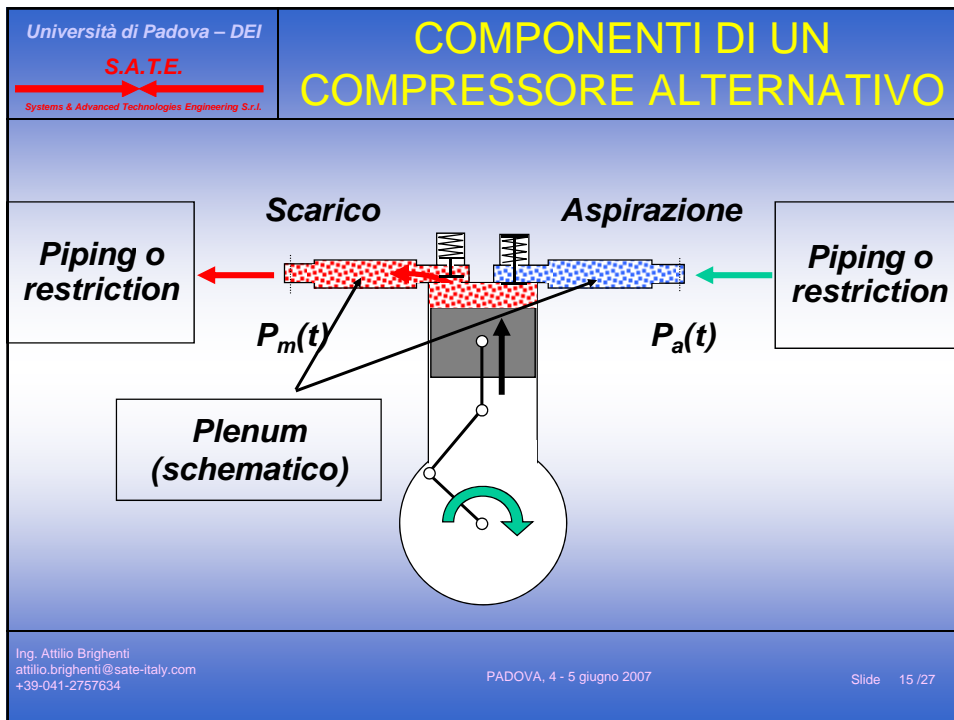 Università di Padova – DEI
S.A.T.E.
Systems & Advanced Technologies Engineering S.r.l.
COMPONENTI DI UN
COMPRESSORE ALTERNATIVO
Scarico
Aspirazione
Piping o
restriction
Piping o
restriction
Pm(t)
Pa(t)
Plenum
(schematico)
Ing. Attilio Brighenti
attilio.brighenti@sate-italy.com
+39-041-2757634
PADOVA, 4 - 5 giugno 2007
Slide 15 /27